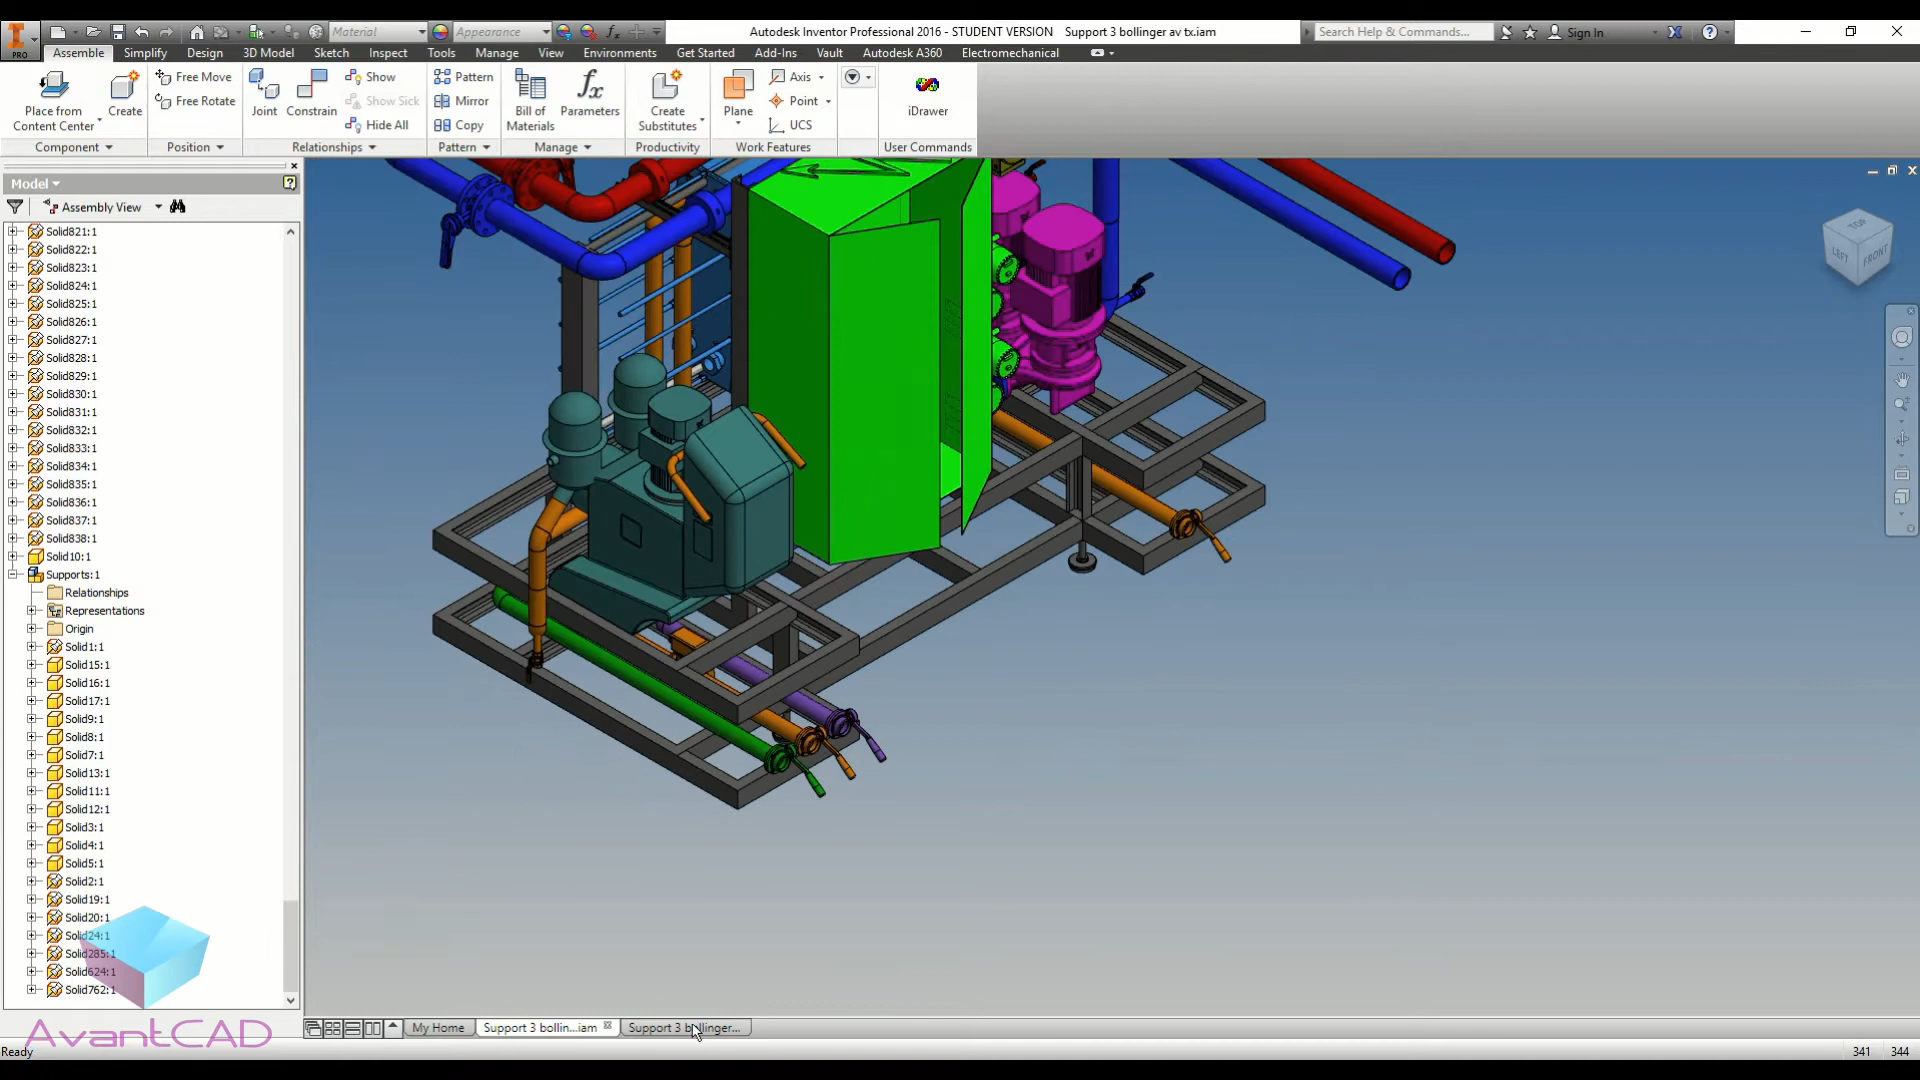 Material
Appearance
Autodesk Inventor Professional 2016 - STUDENT VERSION Support 3 bollinger av tx.iam
Search Help & Commands...
Sign In
PRO
Assemble
Simplify
Design
3D Model
Sketch
Inspect
Tools
Manage
View
Environments
Get Started
Add-Ins
Vault
Autodesk A360
Electromechanical
Place from
Content Center
Create
Free Move
Free Rotate
Joint
Constrain
Show
Show Sick
Hide All
Pattern
Mirror
Copy
Bill of
Materials
Parameters
Create
Substitutes
Plane
Axis
Point
UCS
iDrawer
Component
Position
Relationships
Pattern
Manage
Productivity
Work Features
User Commands
Model
Assembly View
Solid821:1
Solid822:1
Solid823:1
Solid824:1
Solid825:1
Solid826:1
Solid827:1
Solid828:1
Solid829:1
Solid830:1
Solid831:1
Solid832:1
Solid833:1
Solid834:1
Solid835:1
Solid836:1
Solid837:1
Solid838:1
Solid10:1
Supports:1
Relationships
Representations
Origin
Solid1:1
Solid15:1
Solid16:1
Solid17:1
Solid9:1
Solid8:1
Solid7:1
Solid13:1
Solid11:1
Solid12:1
Solid3:1
Solid4:1
Solid5:1
Solid2:1
Solid19:1
Solid20:1
Solid24:1
Solid285:1
Solid624:1
Solid762:1
TOP
LEFT
FRONT
AvantCAD
My Home
Support 3 bollin...iam
Support 3 bollinger...
Ready
341
344